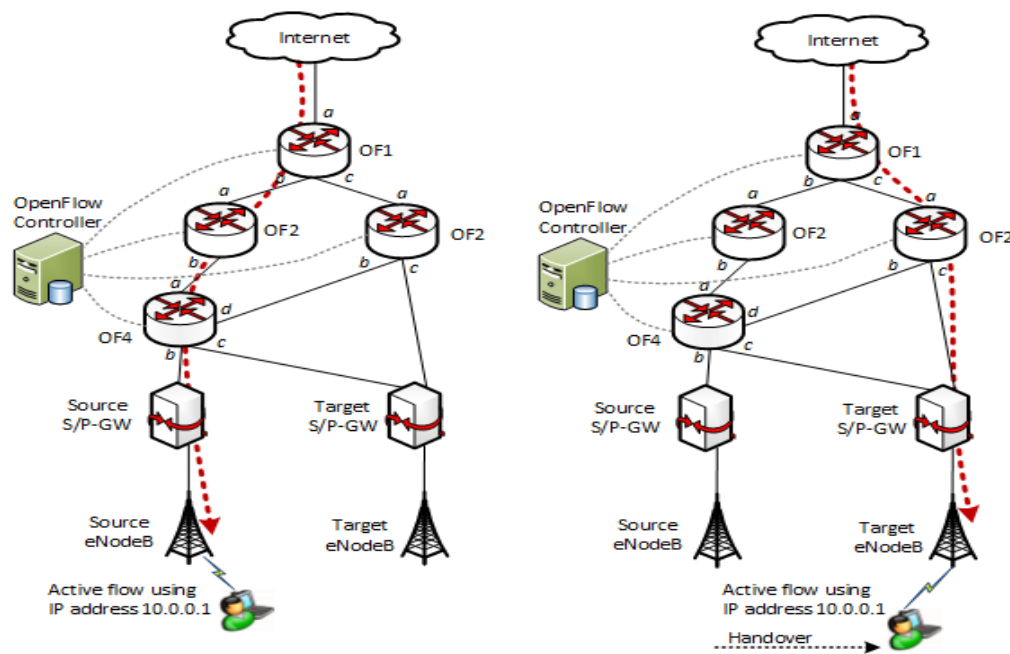 Internet
a
OF1
b
c
a
a
OpenFlow
Controller
OF2
OF2
b
b
c
a
d
OF4
b
c
Source
S/P-GW
Target
S/P-GW
Source
eNodeB
Target
eNodeB
Active flow using
IP address 10.0.0.1
Internet
a
OF1
b
c
a
a
OpenFlow
Controller
OF2
OF2
b
b
c
a
d
OF4
b
c
Source
S/P-GW
Target
S/P-GW
Source
eNodeB
Target
eNodeB
Active flow using
IP address 10.0.0.1
Handover